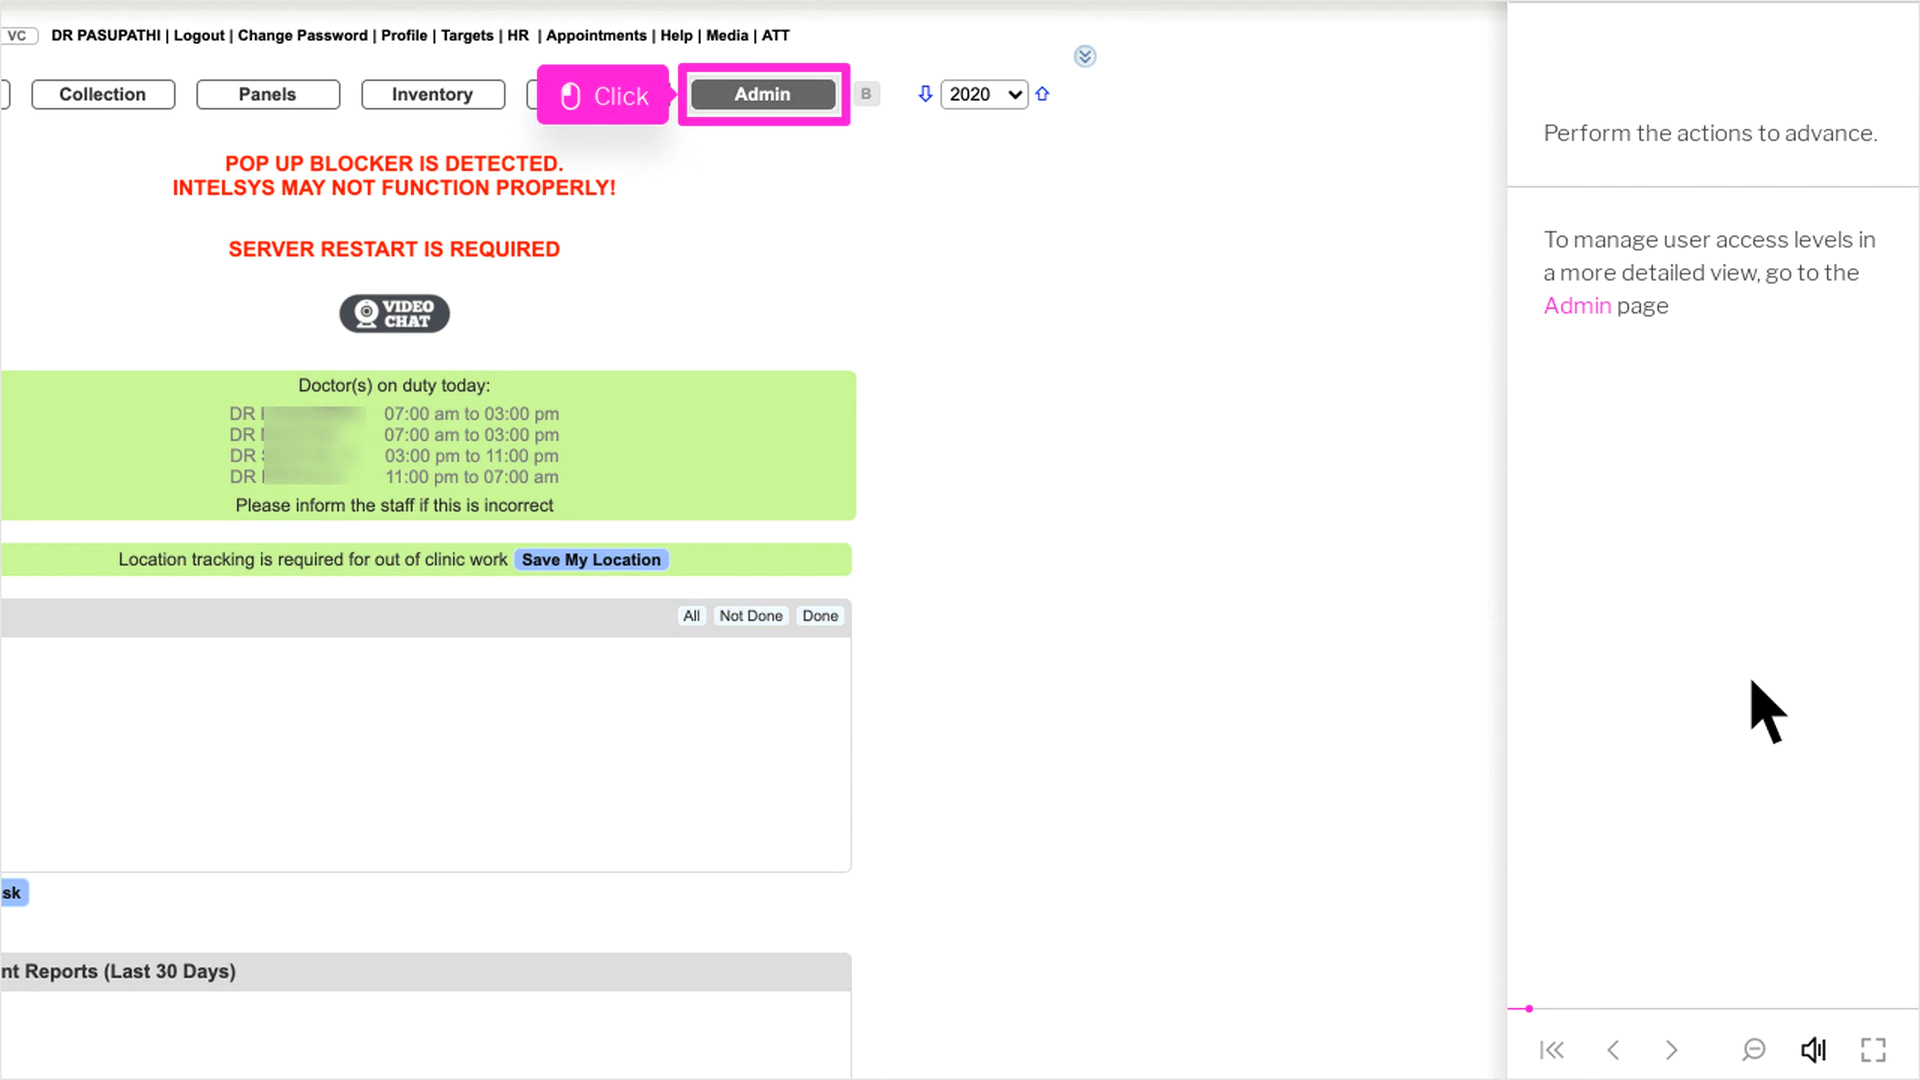 VC
DR PASUPATHI | Logout | Change Password | Profile | Targets | HR | Appointments | Help | Media | ATT
Collection
Panels
Inventory
Click
Admin
B
2020
POP UP BLOCKER IS DETECTED.
INTELSYS MAY NOT FUNCTION PROPERLY!
SERVER RESTART IS REQUIRED
VIDEO
CHAT
Doctor(s) on duty today:
DR 07:00 am to 03:00 pm
DR 07:00 am to 03:00 pm
DR 03:00 pm to 11:00 pm
DR 11:00 pm to 07:00 am
Please inform the staff if this is incorrect
Location tracking is required for out of clinic work Save My Location
All Not Done Done
sk
nt Reports (Last 30 Days)
Perform the actions to advance.
To manage user access levels in
a more detailed view, go to the
Admin page